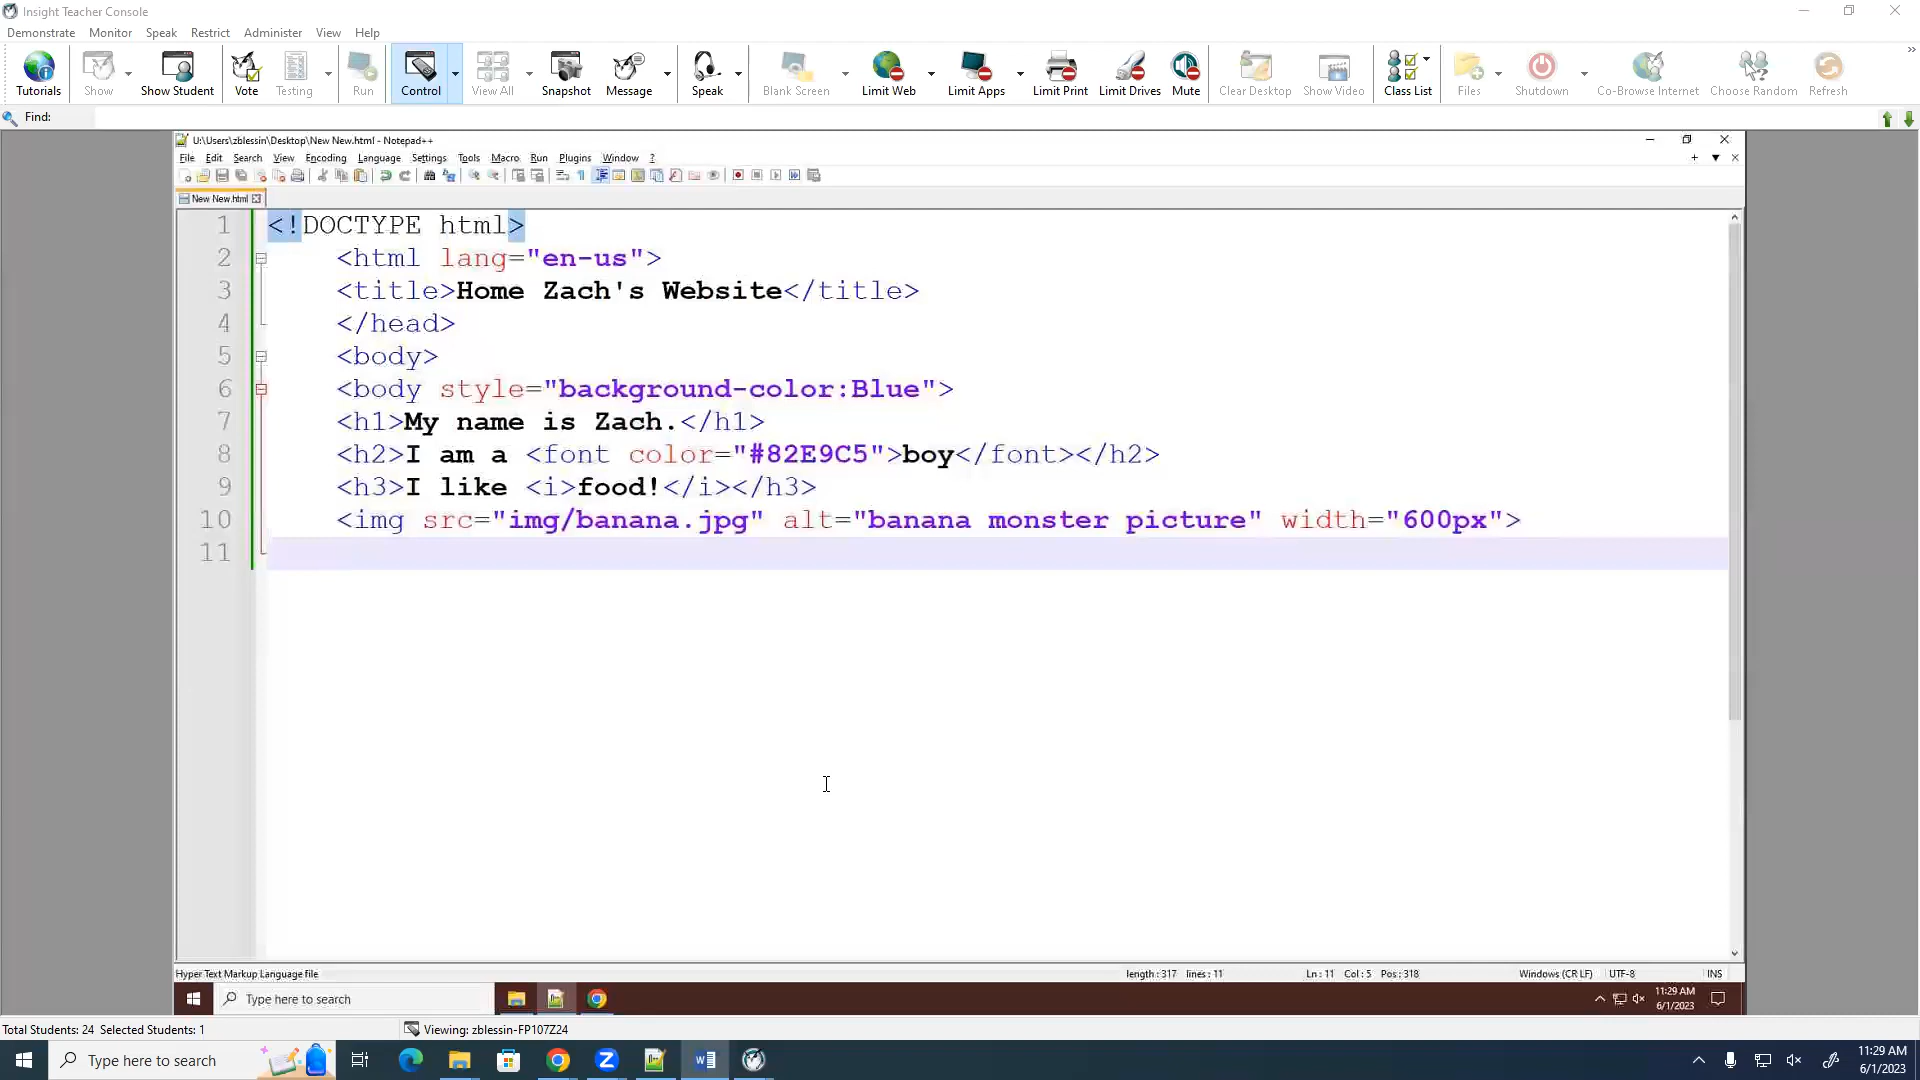 Insight Teacher Console
Demonstrate Monitor Speak Restrict Administer View Help
Tutorials Show Show Student Vote Testing Run Control View All Snapshot Message Speak Blank Screen Limit Web Limit Apps Limit Print Limit Drives Mute Clear Desktop Show Video Class List Files Shutdown Co-Browse Internet Choose Random Refresh
Find:
U:\Users\zblessin\Desktop\New New.html - Notepad++
File Edit Search View Encoding Language Settings Tools Macro Run Plugins Window ?
New New.html
1 <!DOCTYPE html>
2 <html lang="en-us">
3 <title>Home Zach's Website</title>
4 </head>
5 <body>
6 <body style="background-color:Blue">
7 <h1>My name is Zach.</h1>
8 <h2>I am a <font color="#82E9C5">boy</font></h2>
9 <h3>I like <i>food!</i></h3>
10 <img src="img/banana.jpg" alt="banana monster picture" width="600px">
11
Hyper Text Markup Language file length : 317 lines : 11 Ln : 11 Col : 5 Pos : 318 Windows (CR LF) UTF-8 INS
Type here to search
11:29 AM
6/1/2023
Total Students: 24 Selected Students: 1 Viewing: zblessin-FP107Z24
Type here to search
11:29 AM
6/1/2023